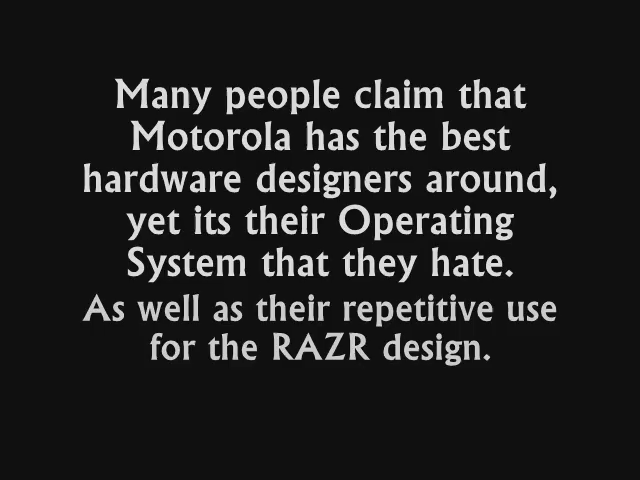 Many people claim that
Motorola has the best
hardware designers around,
yet its their Operating
System that they hate.
As well as their repetitive use
for the RAZR design.